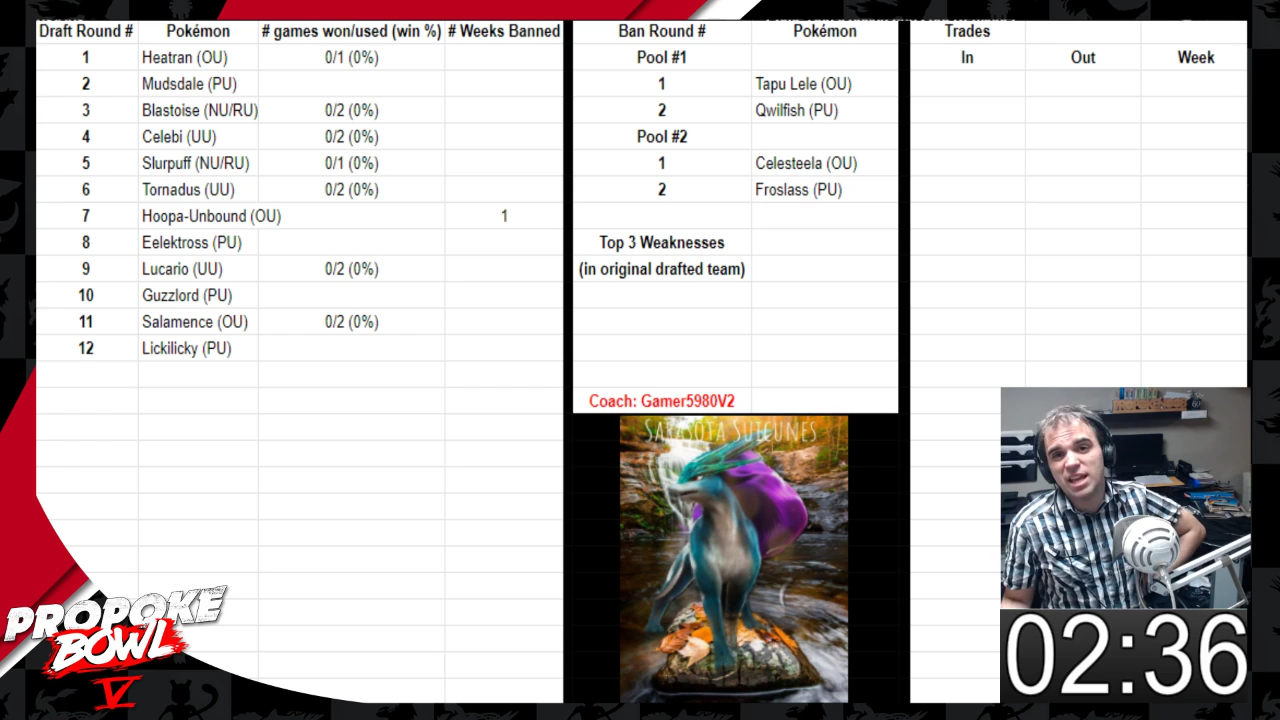 Draft Round # Pokémon # games won/used (win %) # Weeks Banned
1 Heatran (OU) 0/1 (0%)
2 Mudsdale (PU)
3 Blastoise (NU/RU) 0/2 (0%)
4 Celebi (UU) 0/2 (0%)
5 Slurpuff (NU/RU) 0/1 (0%)
6 Tornadus (UU) 0/2 (0%)
7 Hoopa-Unbound (OU) 1
8 Eelektross (PU)
9 Lucario (UU) 0/2 (0%)
10 Guzzlord (PU)
11 Salamence (OU) 0/2 (0%)
12 Lickilicky (PU)
Ban Round # Pokémon
Pool #1
1 Tapu Lele (OU)
2 Qwilfish (PU)
Pool #2
1 Celesteela (OU)
2 Froslass (PU)
Top 3 Weaknesses
(in original drafted team)
Coach: Gamer5980V2
SARASOTA SUICUNES
Trades
In Out Week
02:36
PROPOKE
BOWL
V